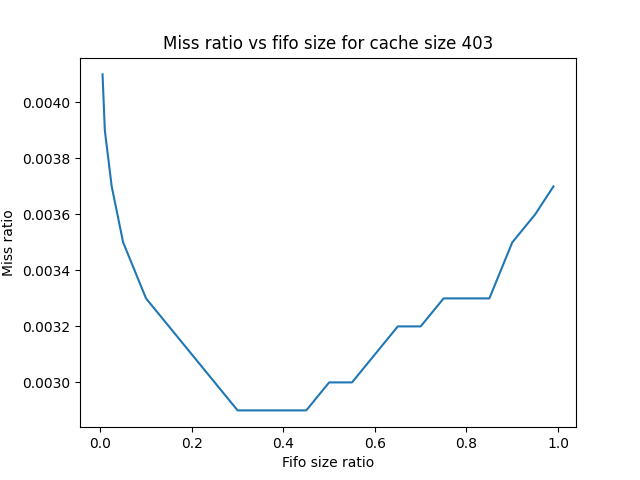 Miss ratio vs fifo size for cache size 403
0.0040
0.0038
0.0036
0.0034
0.0032
0.0030
Miss ratio
0.0 0.2 0.4 0.6 0.8 1.0
Fifo size ratio